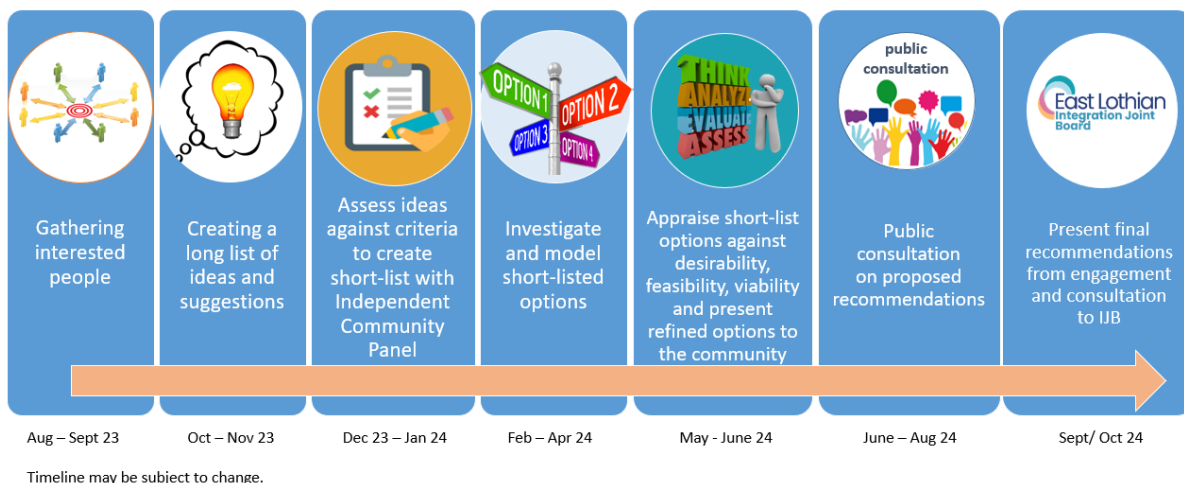 OPTION 1
OPTION 2
OPTION 3
OPTION 4
THINK
ANALYZE
EVALUATE
ASSESS
public
consultation
East Lothian
Integration Joint
Board
Gathering
interested
people
Creating a
long list of
ideas and
suggestions
Assess ideas
against criteria
to create
short-list with
Independent
Community
Panel
Investigate
and model
short-listed
options
Appraise short-list
options against
desirability,
feasibility, viability
and present
refined options to
the community
Public
consultation
on proposed
recommendations
Present final
recommendations
from engagement
and consultation
to IJB
Aug – Sept 23
Oct – Nov 23
Dec 23 – Jan 24
Feb – Apr 24
May - June 24
June – Aug 24
Sept/ Oct 24
Timeline may be subject to change.